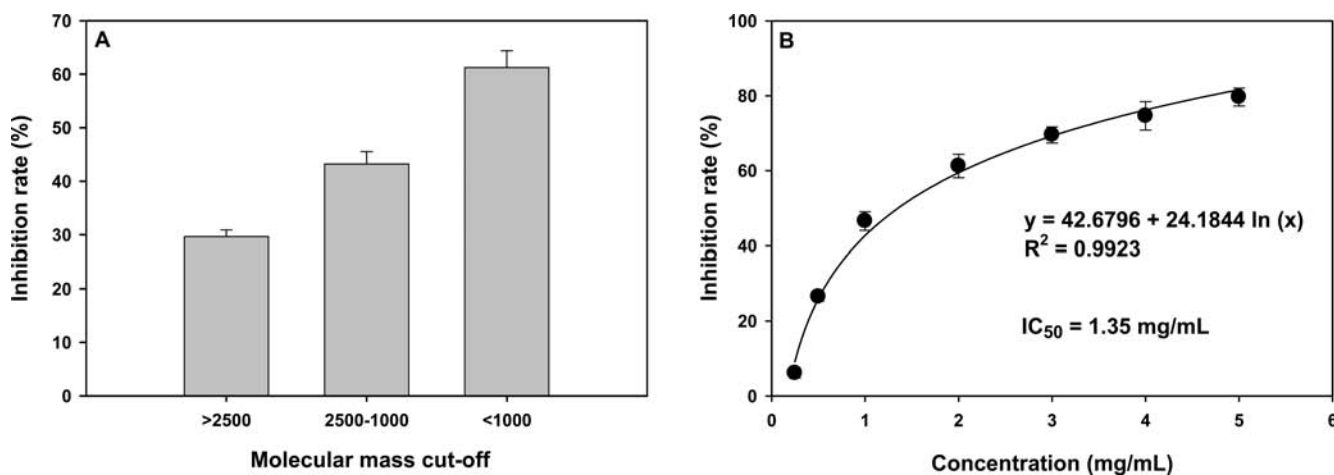 A
Inhibition rate (%)
70
60
50
40
30
20
10
0
>2500 2500-1000 <1000
Molecular mass cut-off
B
Inhibition rate (%)
100
80
60
40
20
0
y = 42.6796 + 24.1844 ln (x)
R² = 0.9923
IC₅₀ = 1.35 mg/mL
0 1 2 3 4 5 6
Concentration (mg/mL)